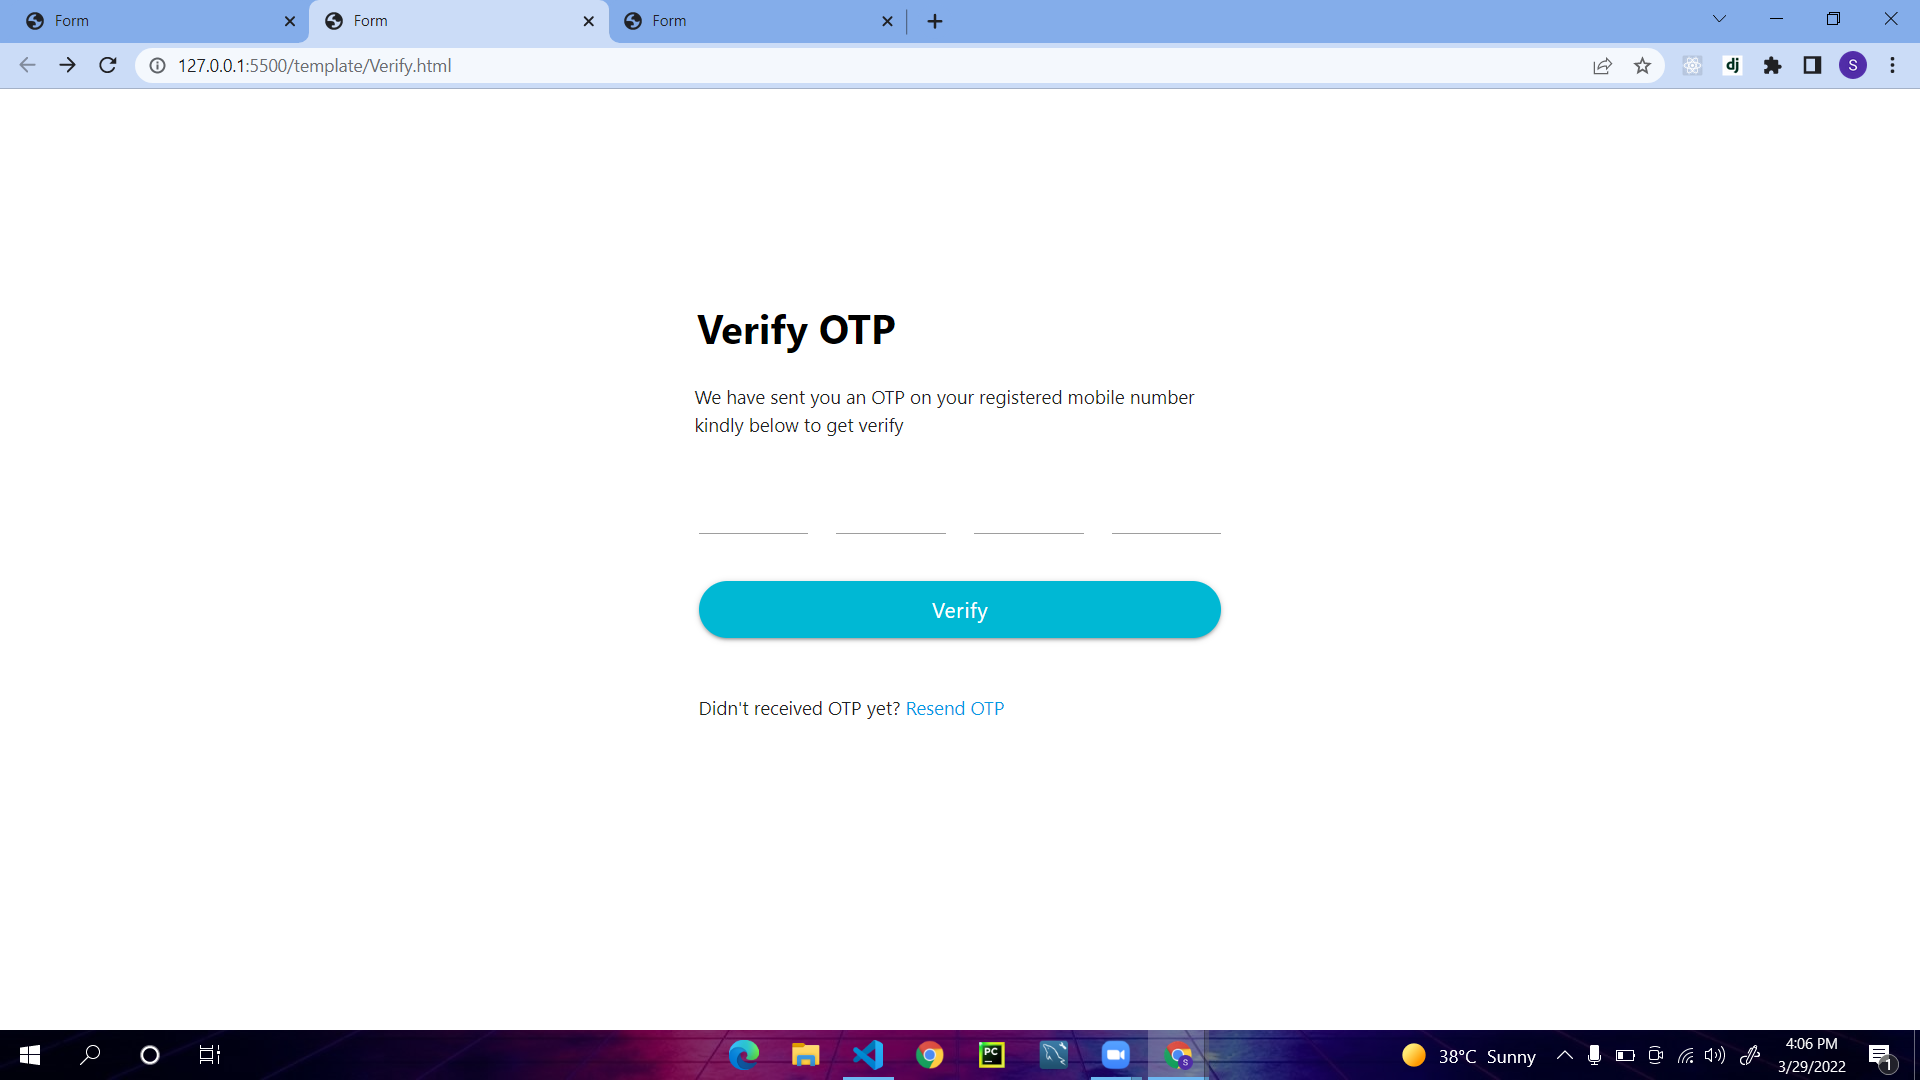 Form
Form
Form
127.0.0.1:5500/template/Verify.html
dj
S
Verify OTP
We have sent you an OTP on your registered mobile number
kindly below to get verify
Verify
Didn't received OTP yet? Resend OTP
PC
S
38°C Sunny
4:06 PM
3/29/2022
1